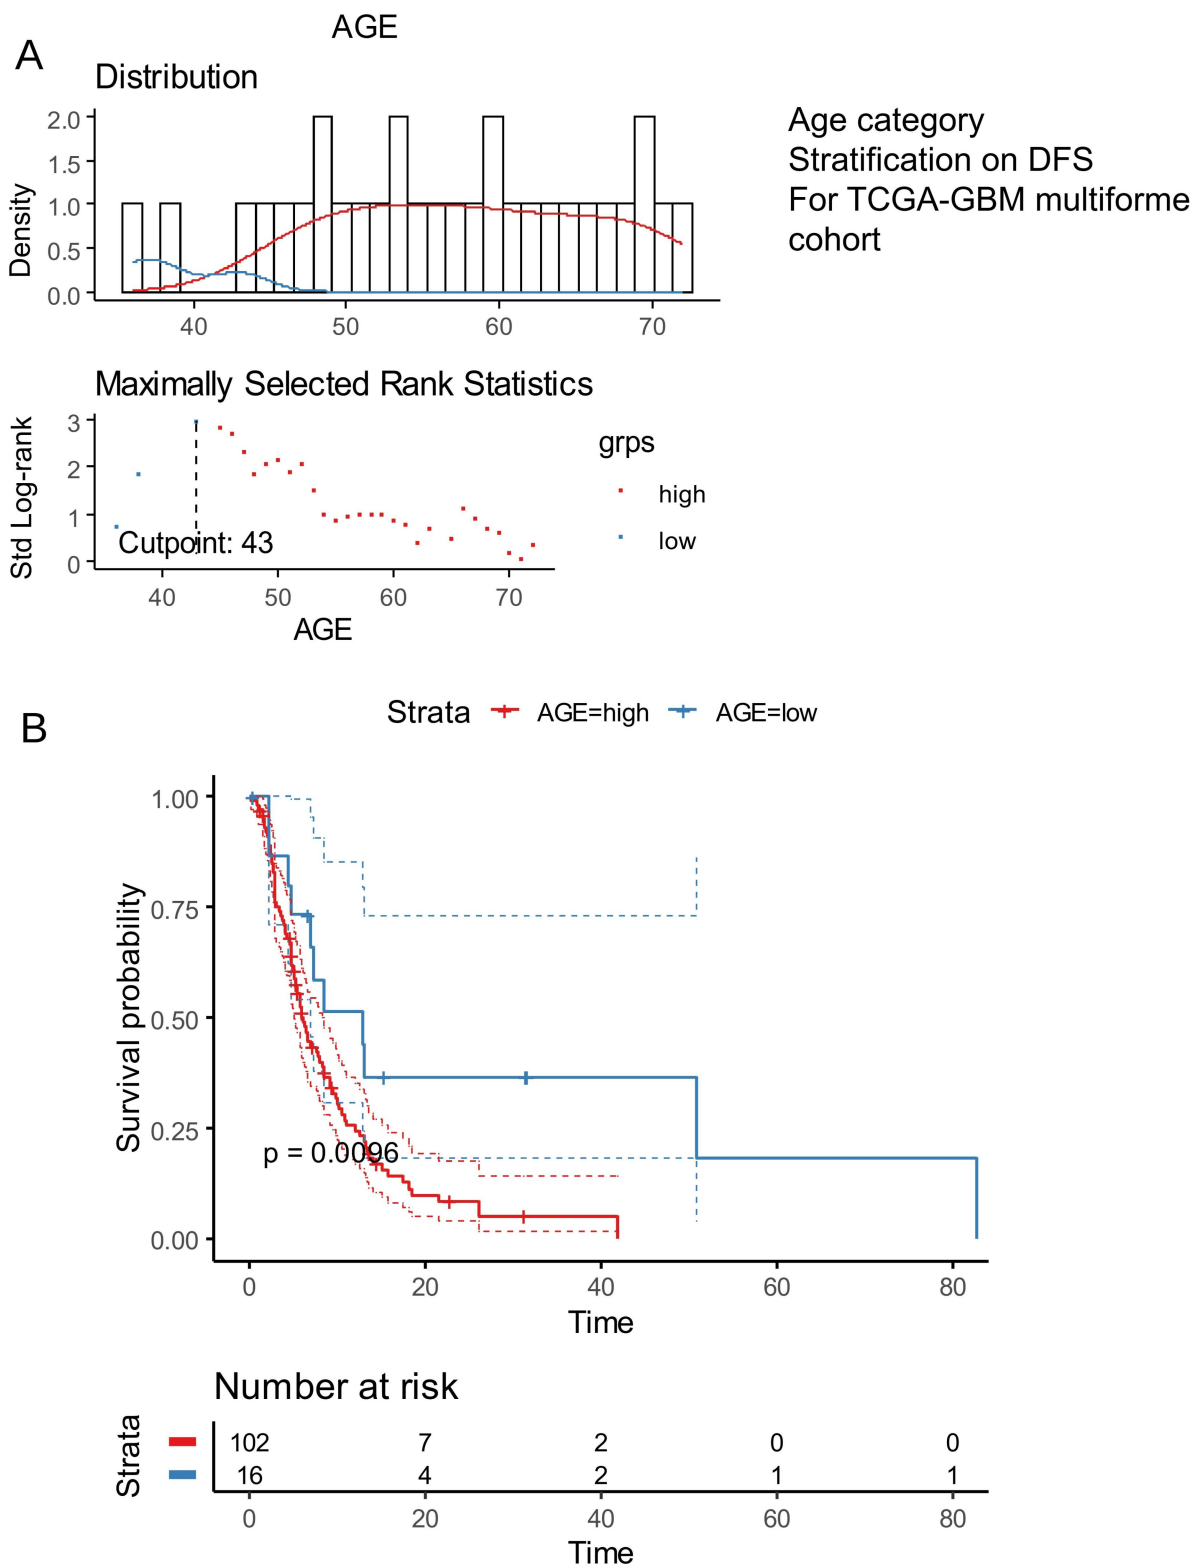 AGE
A
Distribution
2.0
1.5
1.0
0.5
0.0
Density
40 50 60 70
Age category
Stratification on DFS
For TCGA-GBM multiforme
cohort
Maximally Selected Rank Statistics
3
2
1
0
Std Log-rank
Cutpoint: 43
40 50 60 70
AGE
grps
high
low
B
Strata AGE=high AGE=low
1.00
0.75
0.50
0.25
0.00
Survival probability
p = 0.0096
0 20 40 60 80
Time
Number at risk
Strata
102 7 2 0 0
16 4 2 1 1
0 20 40 60 80
Time